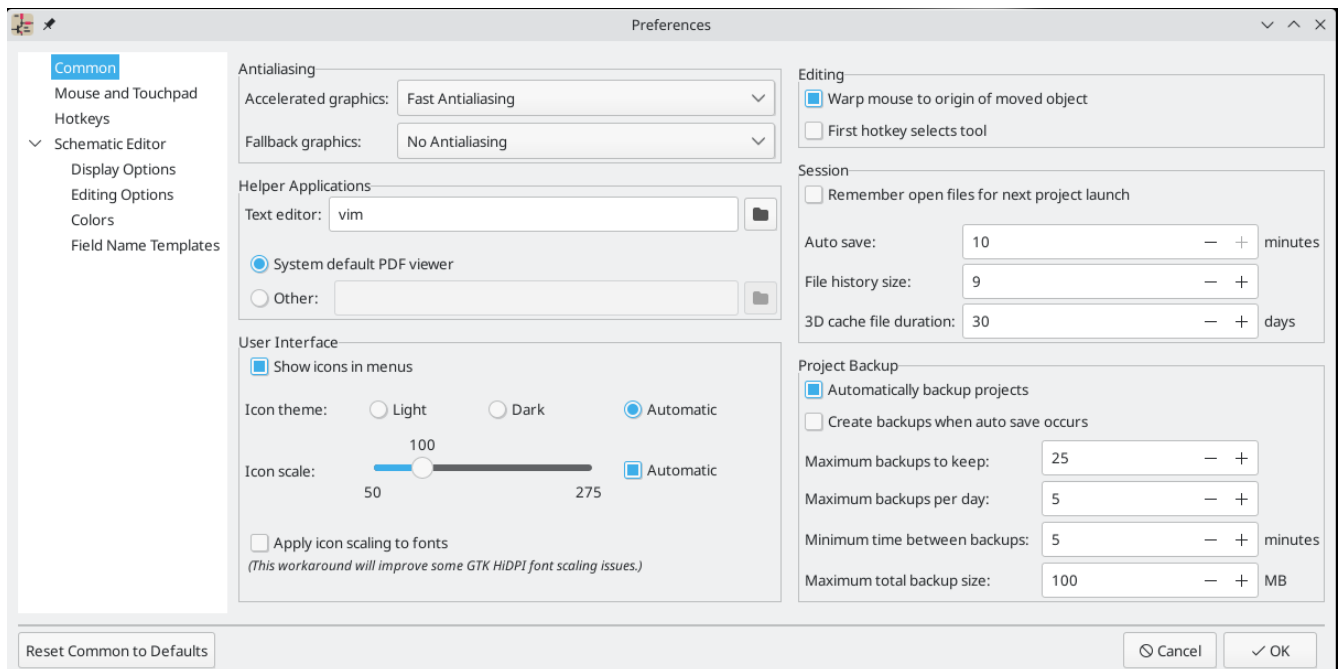 Preferences
Common
Mouse and Touchpad
Hotkeys
Schematic Editor
Display Options
Editing Options
Colors
Field Name Templates
Antialiasing
Accelerated graphics: Fast Antialiasing
Fallback graphics: No Antialiasing
Helper Applications
Text editor: vim
System default PDF viewer
Other:
User Interface
Show icons in menus
Icon theme: Light Dark Automatic
100
Icon scale: Automatic
50 275
Apply icon scaling to fonts
(This workaround will improve some GTK HiDPI font scaling issues.)
Editing
Warp mouse to origin of moved object
First hotkey selects tool
Session
Remember open files for next project launch
Auto save: 10 minutes
File history size: 9
3D cache file duration: 30 days
Project Backup
Automatically backup projects
Create backups when auto save occurs
Maximum backups to keep: 25
Maximum backups per day: 5
Minimum time between backups: 5 minutes
Maximum total backup size: 100 MB
Reset Common to Defaults
Cancel
OK